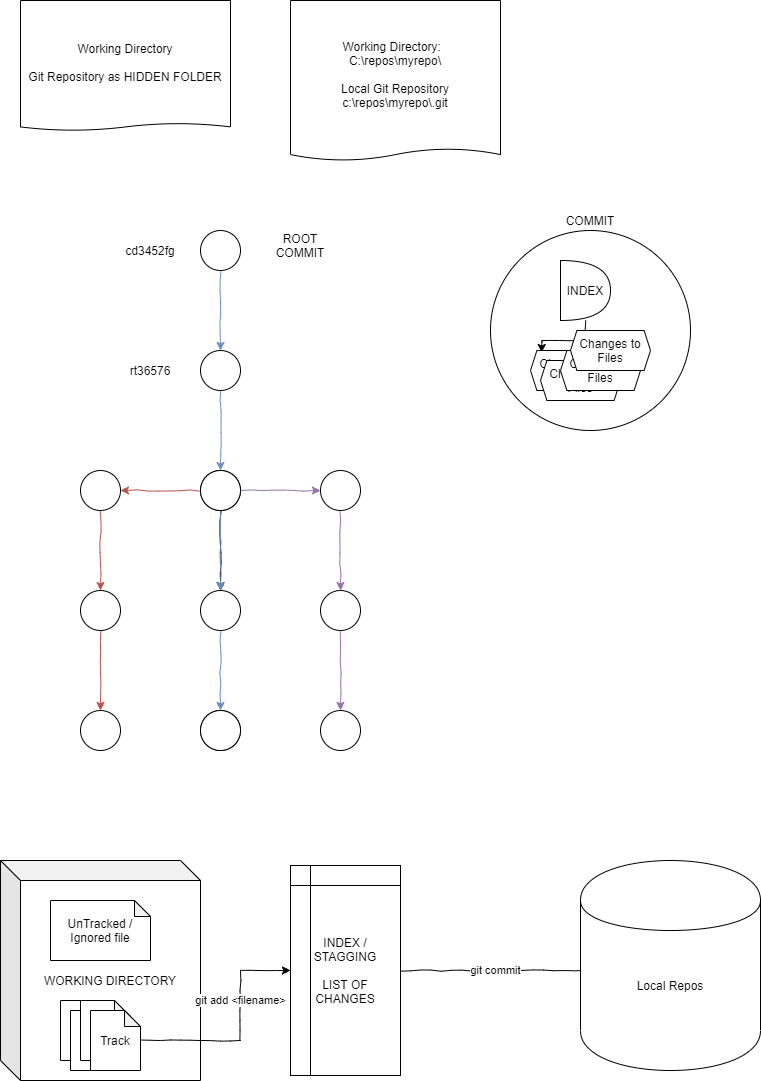 Working Directory
Git Repository as HIDDEN FOLDER
Working Directory:
C:\repos\myrepo\
Local Git Repository
c:\repos\myrepo\.git
cd3452fg
ROOT
COMMIT
rt36576
COMMIT
INDEX
Changes to
Files
Files
UnTracked /
Ignored file
WORKING DIRECTORY
Track
git add <filename>
INDEX /
STAGGING
LIST OF
CHANGES
git commit
Local Repos